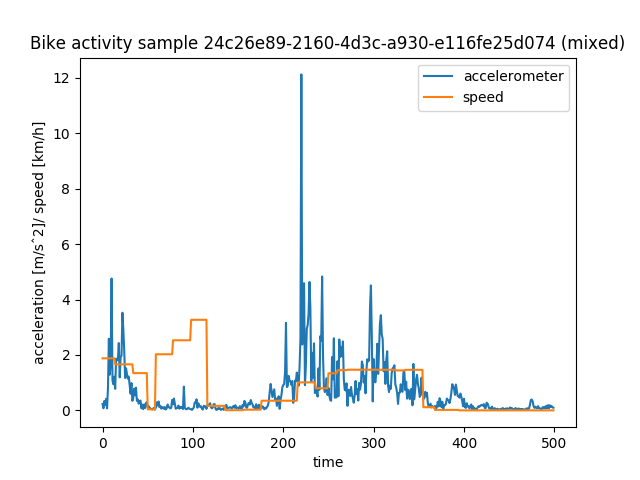 Bike activity sample 24c26e89-2160-4d3c-a930-e116fe25d074 (mixed)
accelerometer
speed
acceleration [m/s^2]/ speed [km/h]
12
10
8
6
4
2
0
0 100 200 300 400 500
time